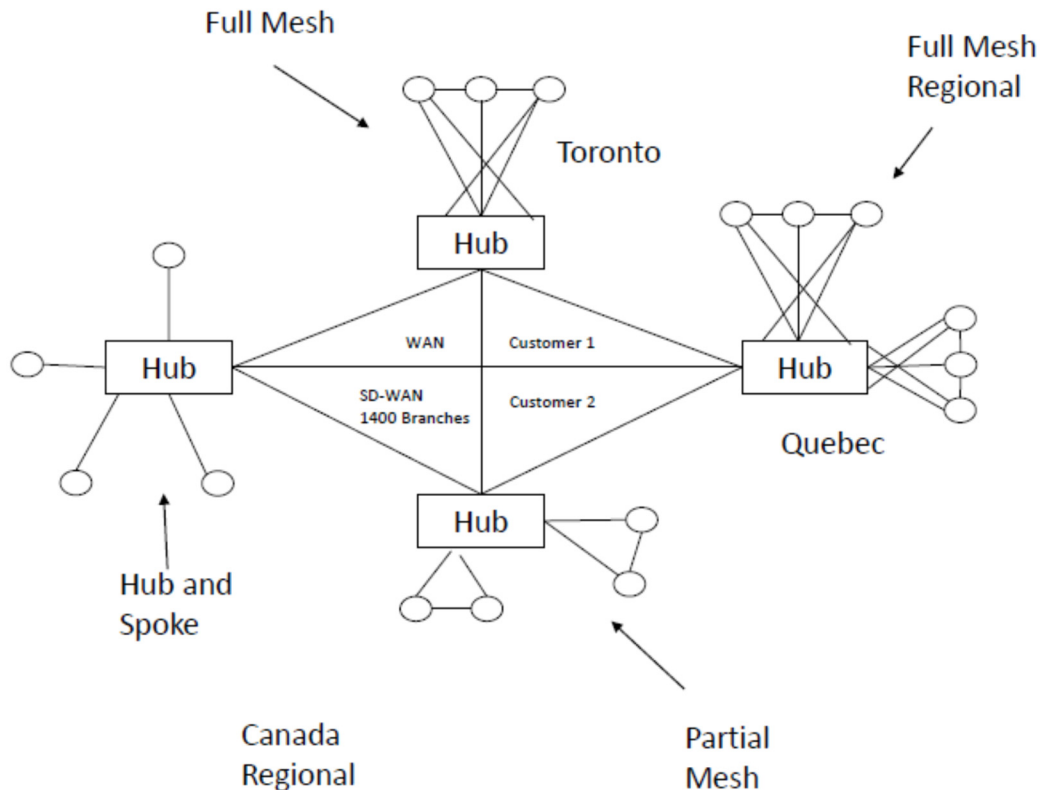 Full Mesh
Full Mesh
Regional
Toronto
Hub
Hub
WAN
Customer 1
Hub
SD-WAN
1400 Branches
Customer 2
Quebec
Hub
Hub and
Spoke
Canada
Regional
Partial
Mesh